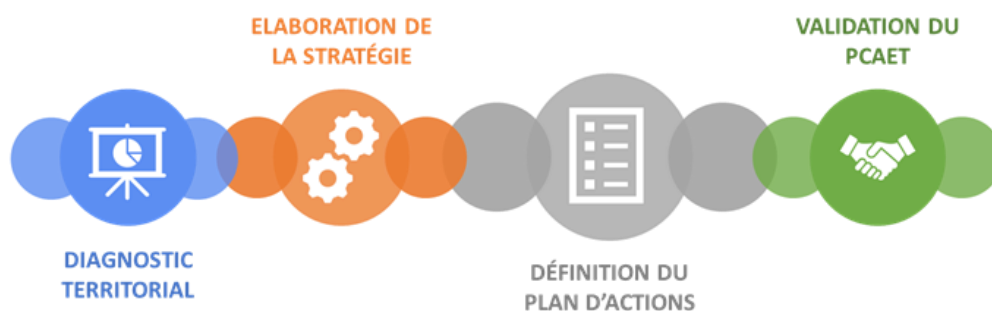 DIAGNOSTIC
TERRITORIAL
ELABORATION DE
LA STRATÉGIE
DÉFINITION DU
PLAN D'ACTIONS
VALIDATION DU
PCAET